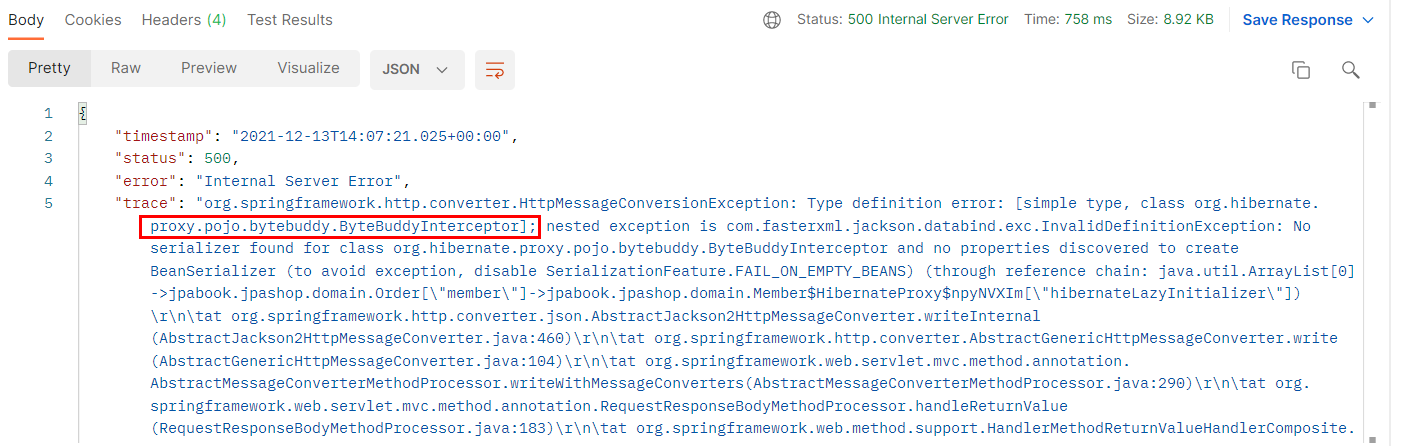 Body Cookies Headers (4) Test Results Status: 500 Internal Server Error Time: 758 ms Size: 8.92 KB Save Response
Pretty Raw Preview Visualize JSON
1 {
2 "timestamp": "2021-12-13T14:07:21.025+00:00",
3 "status": 500,
4 "error": "Internal Server Error",
5 "trace": "org.springframework.http.converter.HttpMessageConversionException: Type definition error: [simple type, class org.hibernate.
proxy.pojo.bytebuddy.ByteBuddyInterceptor]; nested exception is com.fasterxml.jackson.databind.exc.InvalidDefinitionException: No
serializer found for class org.hibernate.proxy.pojo.bytebuddy.ByteBuddyInterceptor and no properties discovered to create
BeanSerializer (to avoid exception, disable SerializationFeature.FAIL_ON_EMPTY_BEANS) (through reference chain: java.util.ArrayList[0]
->jpabook.jpashop.domain.Order[\"member\"]->jpabook.jpashop.domain.Member$HibernateProxy$npyNVXIm[\"hibernateLazyInitializer\"])
\r\n\tat org.springframework.http.converter.json.AbstractJackson2HttpMessageConverter.writeInternal
(AbstractJackson2HttpMessageConverter.java:460)\r\n\tat org.springframework.http.converter.AbstractGenericHttpMessageConverter.write
(AbstractGenericHttpMessageConverter.java:104)\r\n\tat org.springframework.web.servlet.mvc.method.annotation.
AbstractMessageConverterMethodProcessor.writeWithMessageConverters(AbstractMessageConverterMethodProcessor.java:290)\r\n\tat org.
springframework.web.servlet.mvc.method.annotation.RequestResponseBodyMethodProcessor.handleReturnValue
(RequestResponseBodyMethodProcessor.java:183)\r\n\tat org.springframework.web.method.support.HandlerMethodReturnValueHandlerComposite.